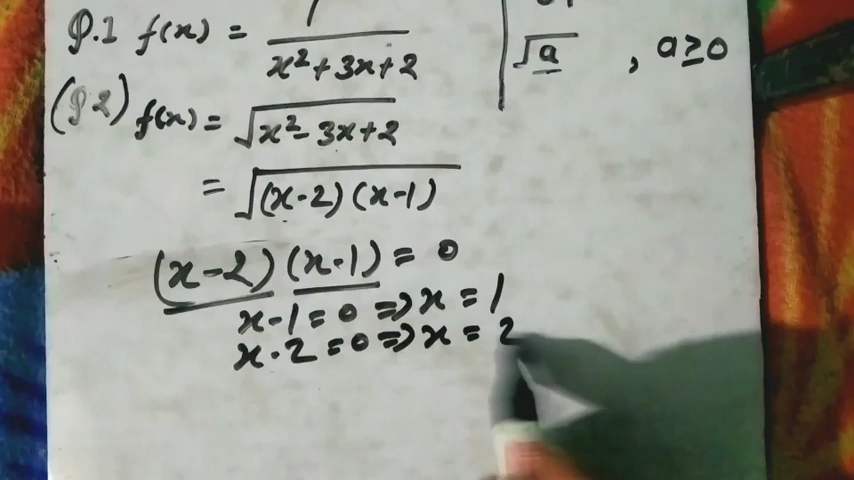 Q.1 f(x) = 1/(x²+3x+2)
√a , a≥0
(Q2) f(x) = √(x²-3x+2)
= √((x-2)(x-1))
(x-2)(x-1) = 0
x-1=0 => x = 1
x-2=0 => x = 2